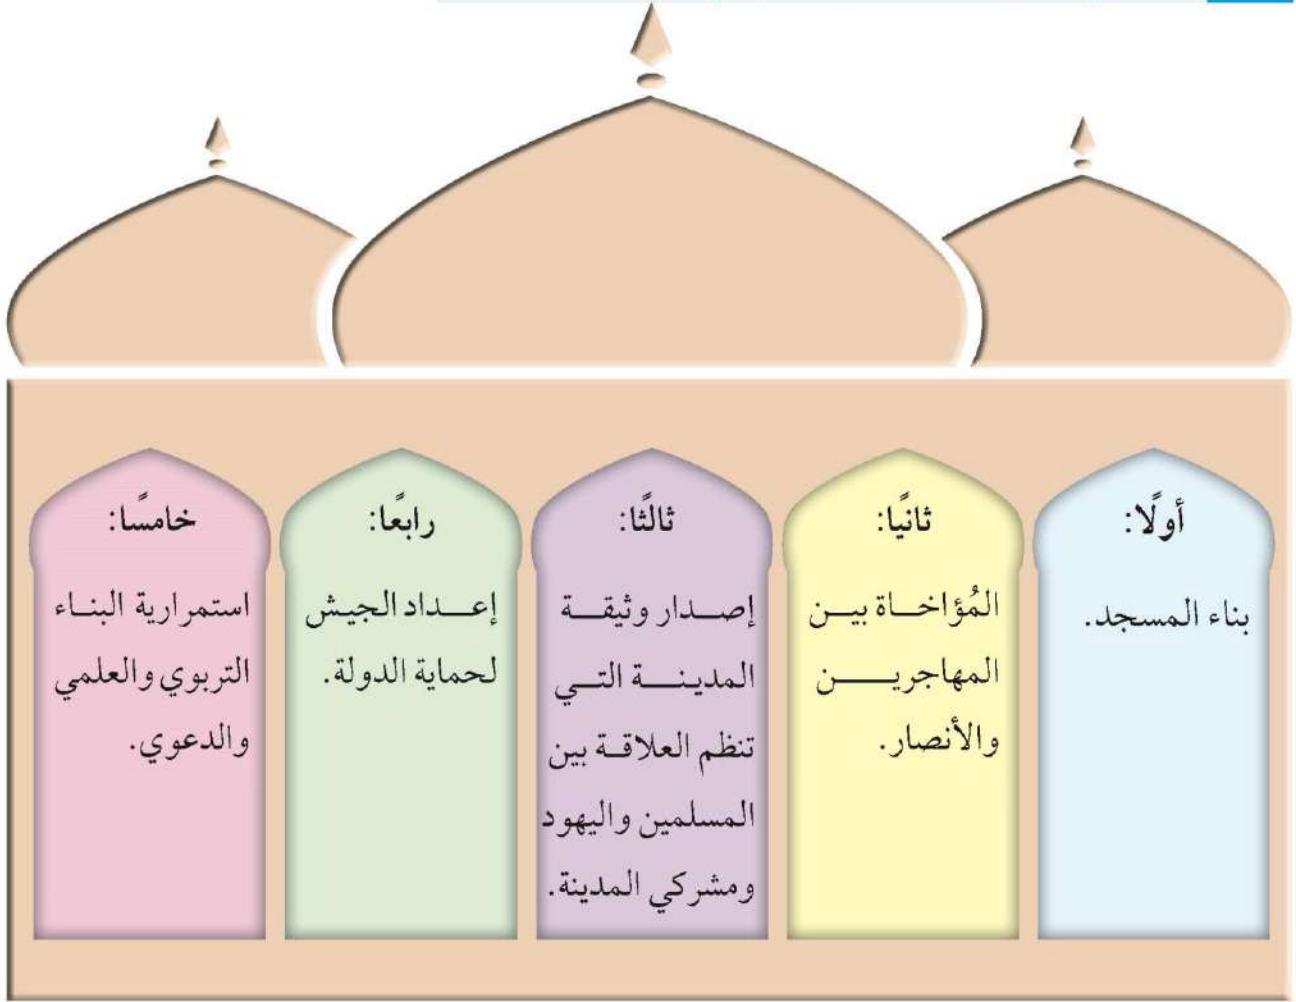 أولًا:
بناء المسجد.
ثانيًا:
المُؤاخاة بين
المهاجرين
والأنصار.
ثالثًا:
إصدار وثيقة
المدينة التي
تنظم العلاقة بين
المسلمين واليهود
ومشركي المدينة.
رابعًا:
إعداد الجيش
لحماية الدولة.
خامسًا:
استمرارية البناء
التربوي والعلمي
والدعوي.